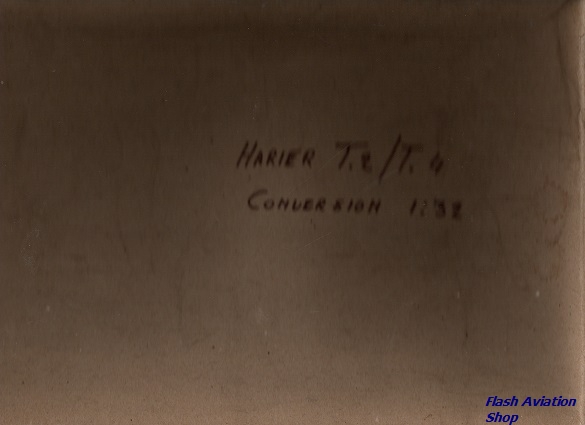 HARIER T.2/T.4
CONVERSION 1:32
Flash Aviation
Shop